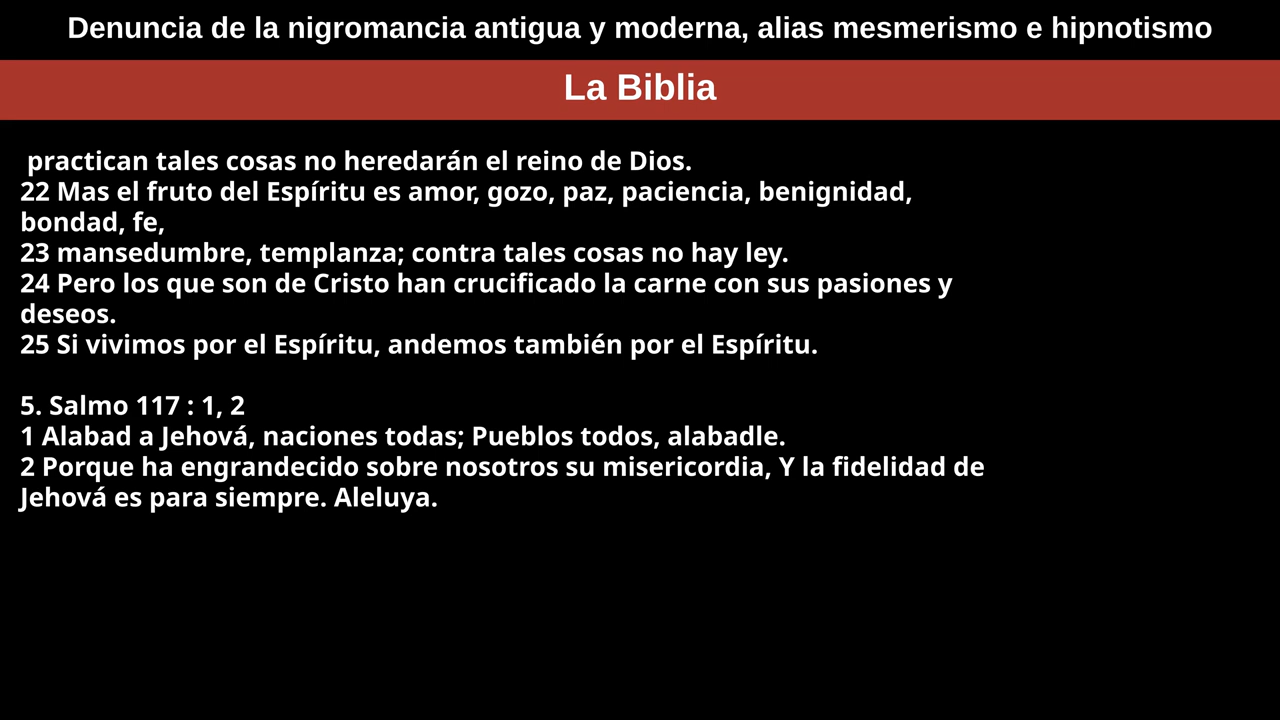 Denuncia de la nigromancia antigua y moderna, alias mesmerismo e hipnotismo
La Biblia
practican tales cosas no heredarán el reino de Dios.
22 Mas el fruto del Espíritu es amor, gozo, paz, paciencia, benignidad,
bondad, fe,
23 mansedumbre, templanza; contra tales cosas no hay ley.
24 Pero los que son de Cristo han crucificado la carne con sus pasiones y
deseos.
25 Si vivimos por el Espíritu, andemos también por el Espíritu.
5. Salmo 117 : 1, 2
1 Alabad a Jehová, naciones todas; Pueblos todos, alabadle.
2 Porque ha engrandecido sobre nosotros su misericordia, Y la fidelidad de
Jehová es para siempre. Aleluya.